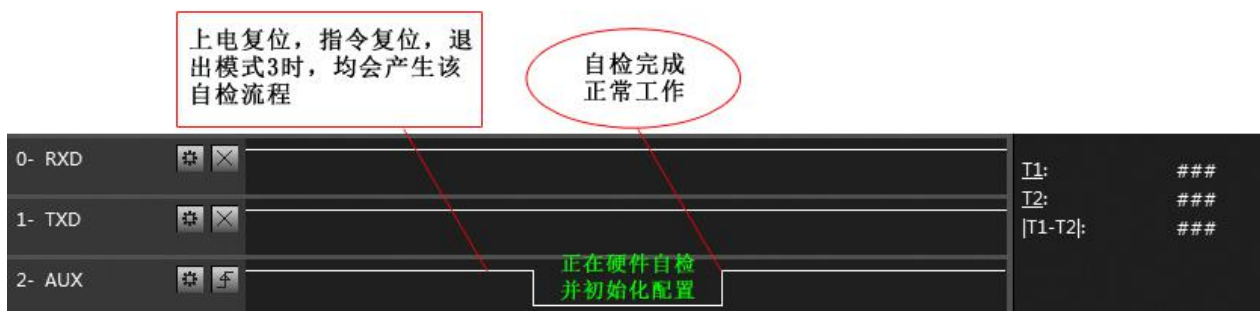 上电复位，指令复位，退
出模式3时，均会产生该
自检流程
自检完成
正常工作
0- RXD
T1: ###
T2: ###
1- TXD
|T1-T2|: ###
正在硬件自检
2- AUX
并初始化配置